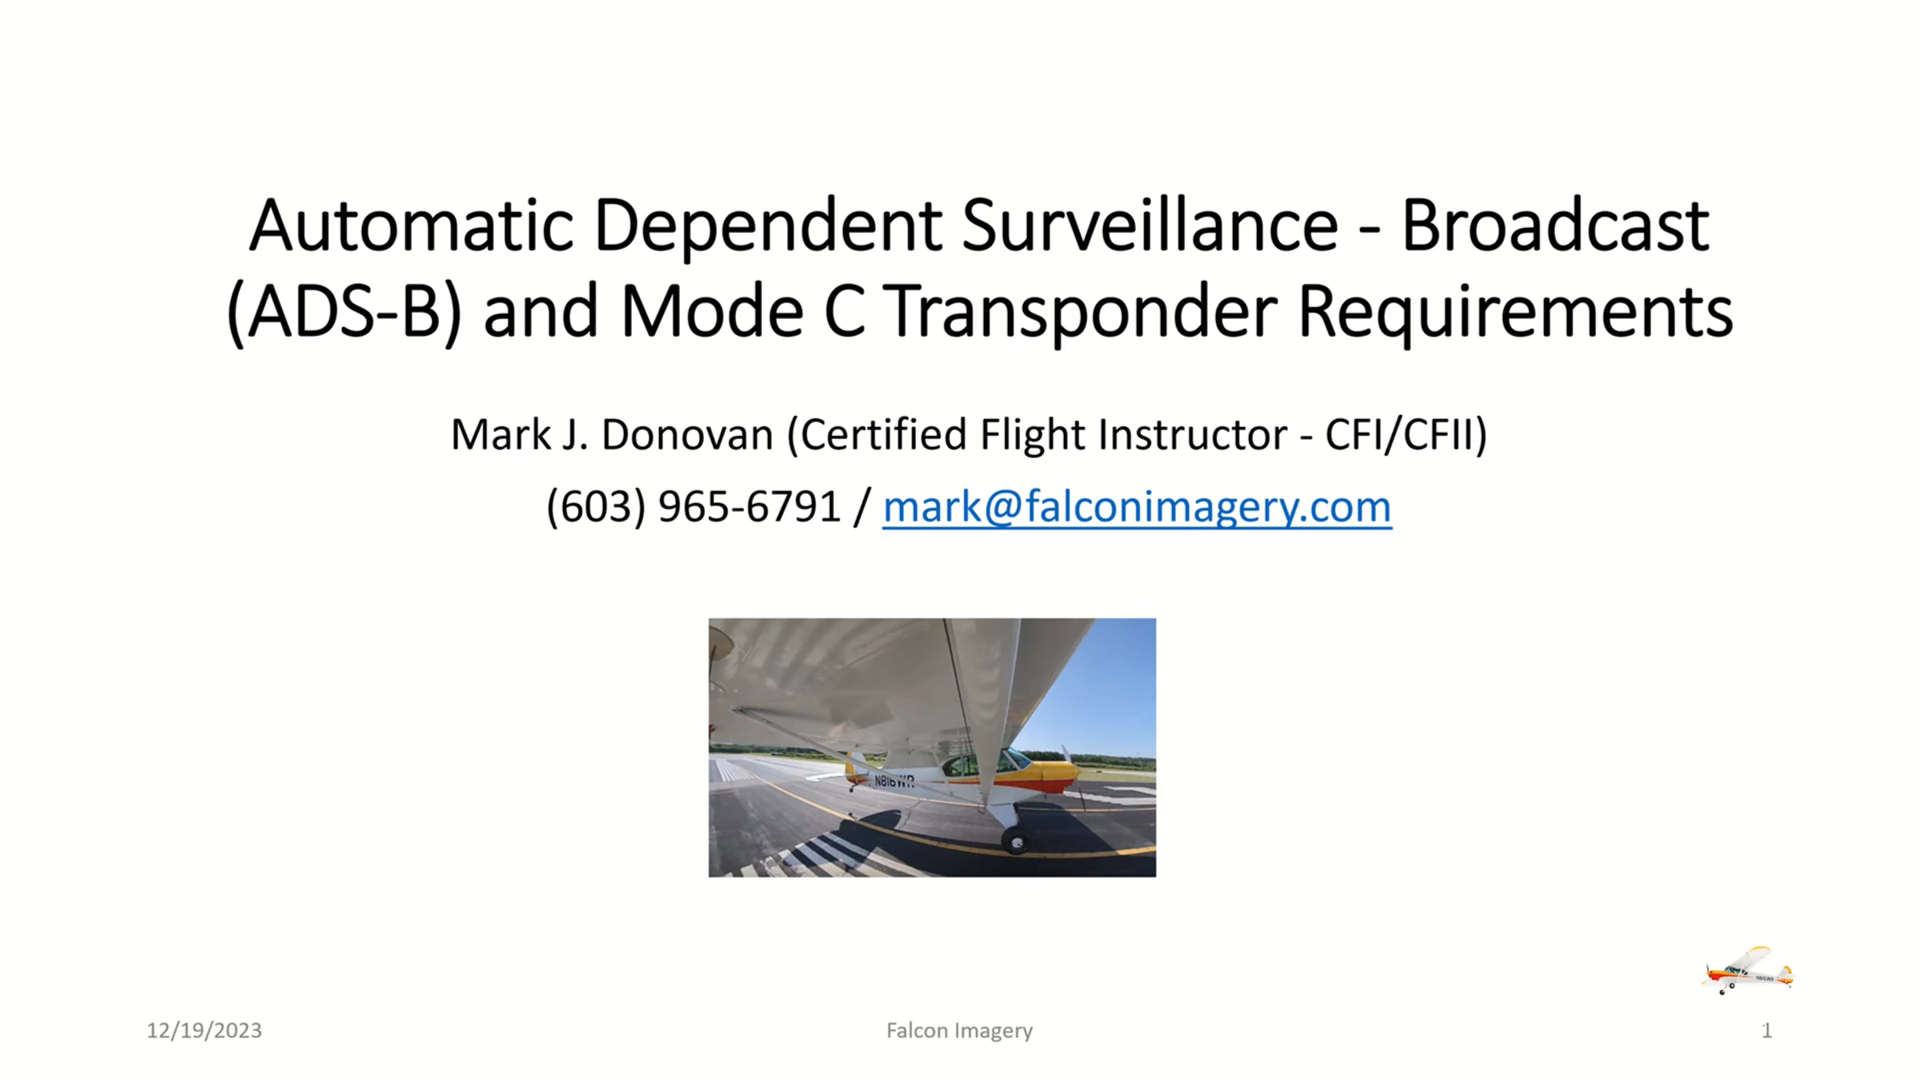 Automatic Dependent Surveillance - Broadcast
(ADS-B) and Mode C Transponder Requirements
Mark J. Donovan (Certified Flight Instructor - CFI/CFII)
(603) 965-6791 / mark@falconimagery.com
N816WR
12/19/2023
Falcon Imagery
1